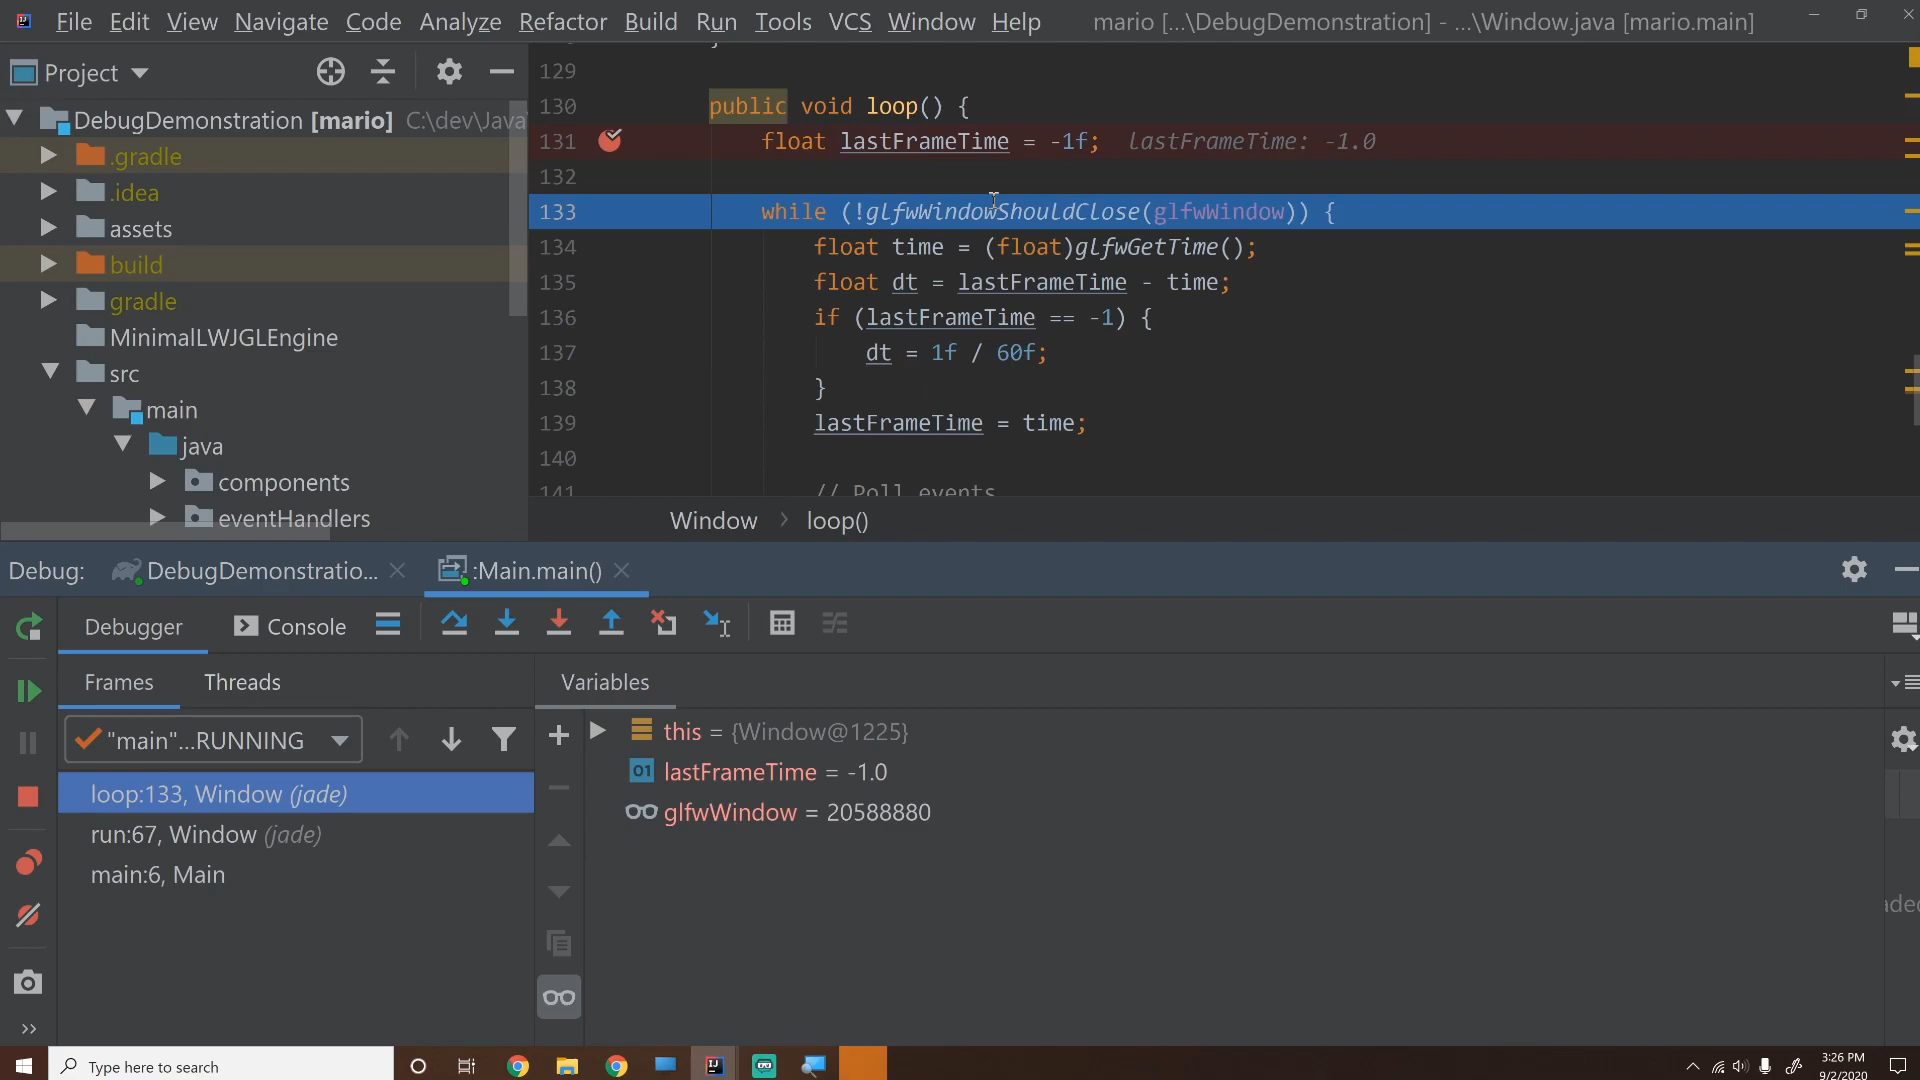 File Edit View Navigate Code Analyze Refactor Build Run Tools VCS Window Help mario [...\DebugDemonstration] - ...\Window.java [mario.main]
Project
DebugDemonstration [mario] C:\dev\Java
.gradle
.idea
assets
build
gradle
MinimalLWJGLEngine
src
main
java
components
eventHandlers
129
130 public void loop() {
131 float lastFrameTime = -1f; lastFrameTime: -1.0
132
133 while (!glfwWindowShouldClose(glfwWindow)) {
134 float time = (float)glfwGetTime();
135 float dt = lastFrameTime - time;
136 if (lastFrameTime == -1) {
137 dt = 1f / 60f;
138 }
139 lastFrameTime = time;
140
141 // Poll events
Window › loop()
Debug: DebugDemonstratio... :Main.main()
Debugger Console
Frames Threads Variables
"main"...RUNNING
loop:133, Window (jade)
run:67, Window (jade)
main:6, Main
this = {Window@1225}
01 lastFrameTime = -1.0
glfwWindow = 20588880
Type here to search
3:26 PM
9/2/2020